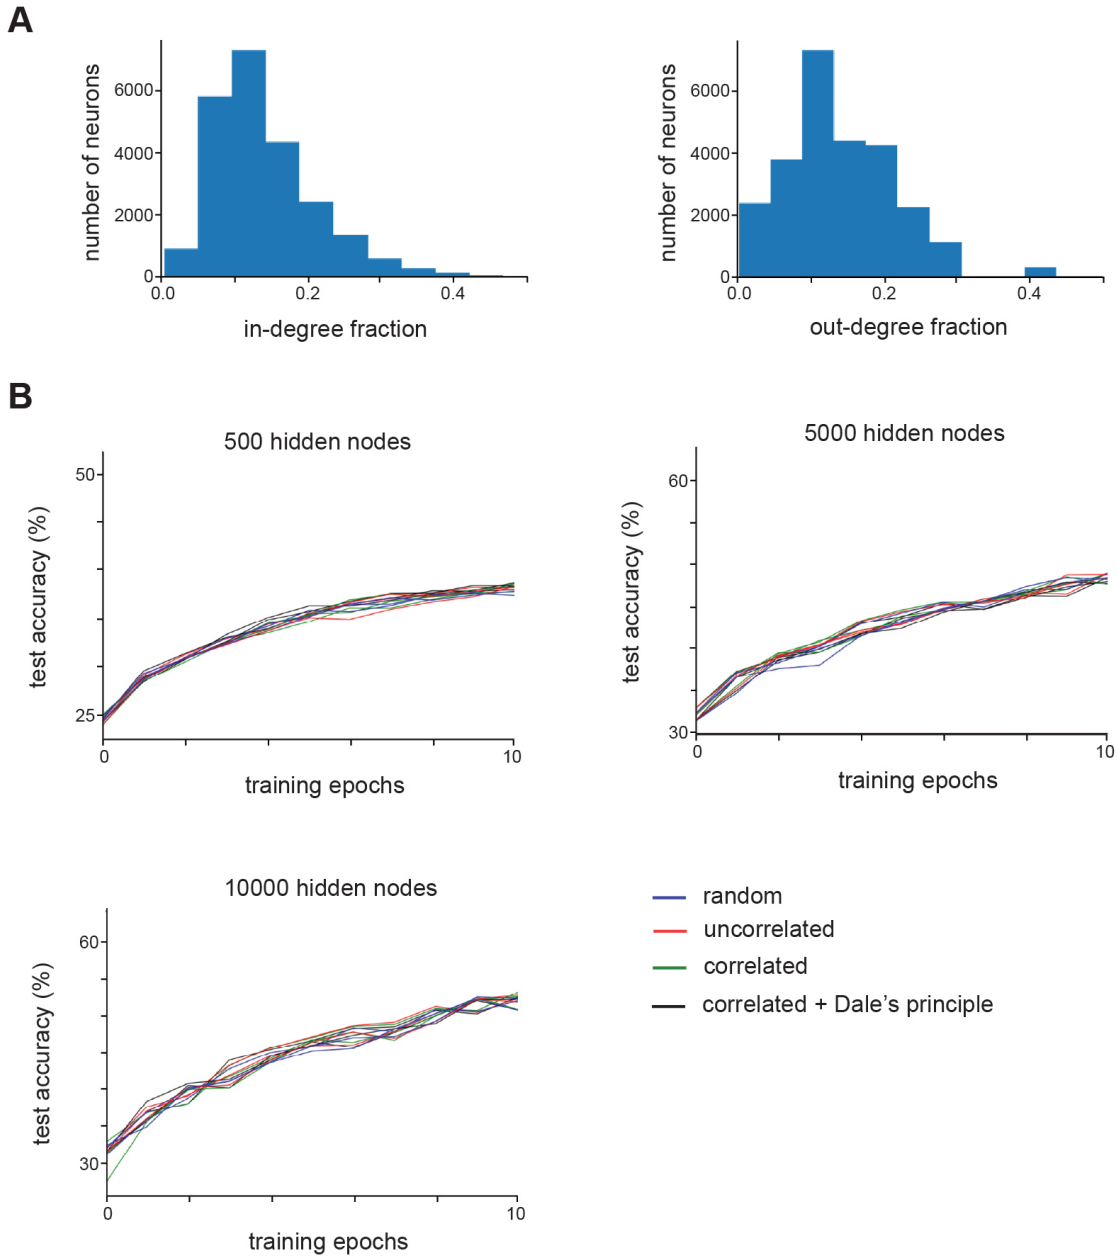 A
number of neurons
6000
4000
2000
0
0.0 0.2 0.4
in-degree fraction
number of neurons
6000
4000
2000
0
0.0 0.2 0.4
out-degree fraction
B
500 hidden nodes
test accuracy (%)
50
25
0 10
training epochs
5000 hidden nodes
test accuracy (%)
60
30
0 10
training epochs
10000 hidden nodes
test accuracy (%)
60
30
0 10
training epochs
random
uncorrelated
correlated
correlated + Dale's principle